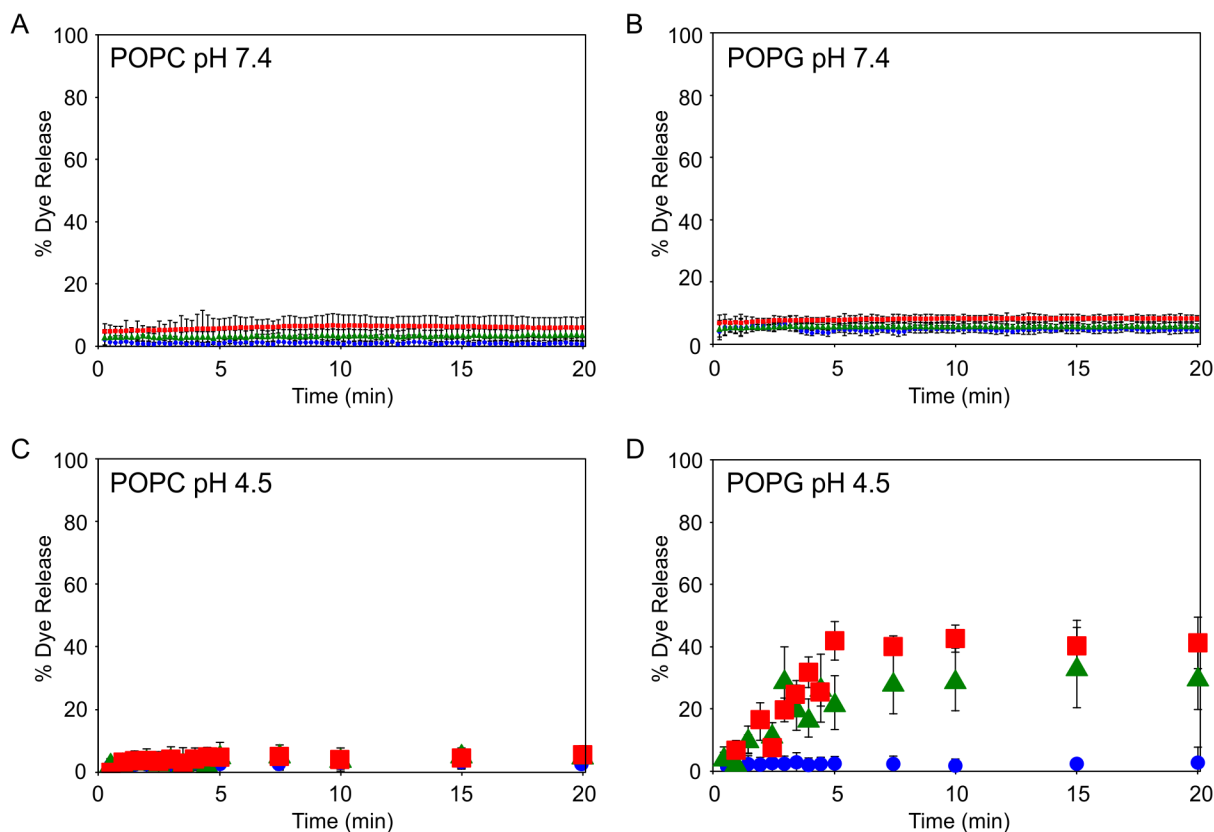 A
POPC pH 7.4
% Dye Release
100
80
60
40
20
0
0 5 10 15 20
Time (min)
B
POPG pH 7.4
% Dye Release
100
80
60
40
20
0
0 5 10 15 20
Time (min)
C
POPC pH 4.5
% Dye Release
100
80
60
40
20
0
0 5 10 15 20
Time (min)
D
POPG pH 4.5
% Dye Release
100
80
60
40
20
0
0 5 10 15 20
Time (min)